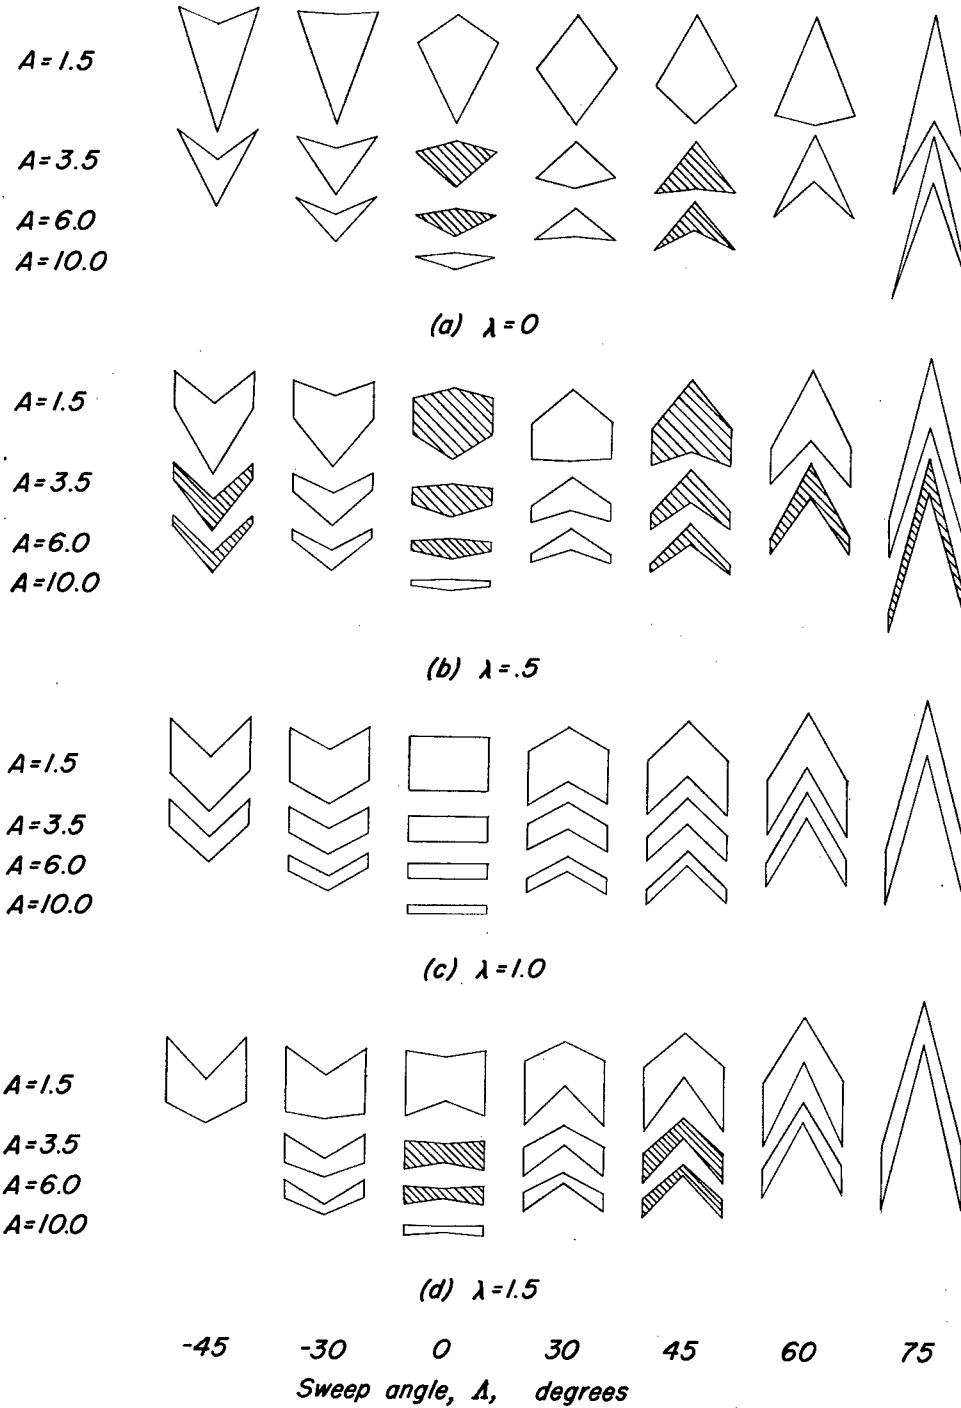 A=1.5
A=3.5
A=6.0
A=10.0
(a) λ=0
A=1.5
A=3.5
A=6.0
A=10.0
(b) λ=.5
A=1.5
A=3.5
A=6.0
A=10.0
(c) λ=1.0
A=1.5
A=3.5
A=6.0
A=10.0
(d) λ=1.5
-45 -30 0 30 45 60 75
Sweep angle, Λ, degrees